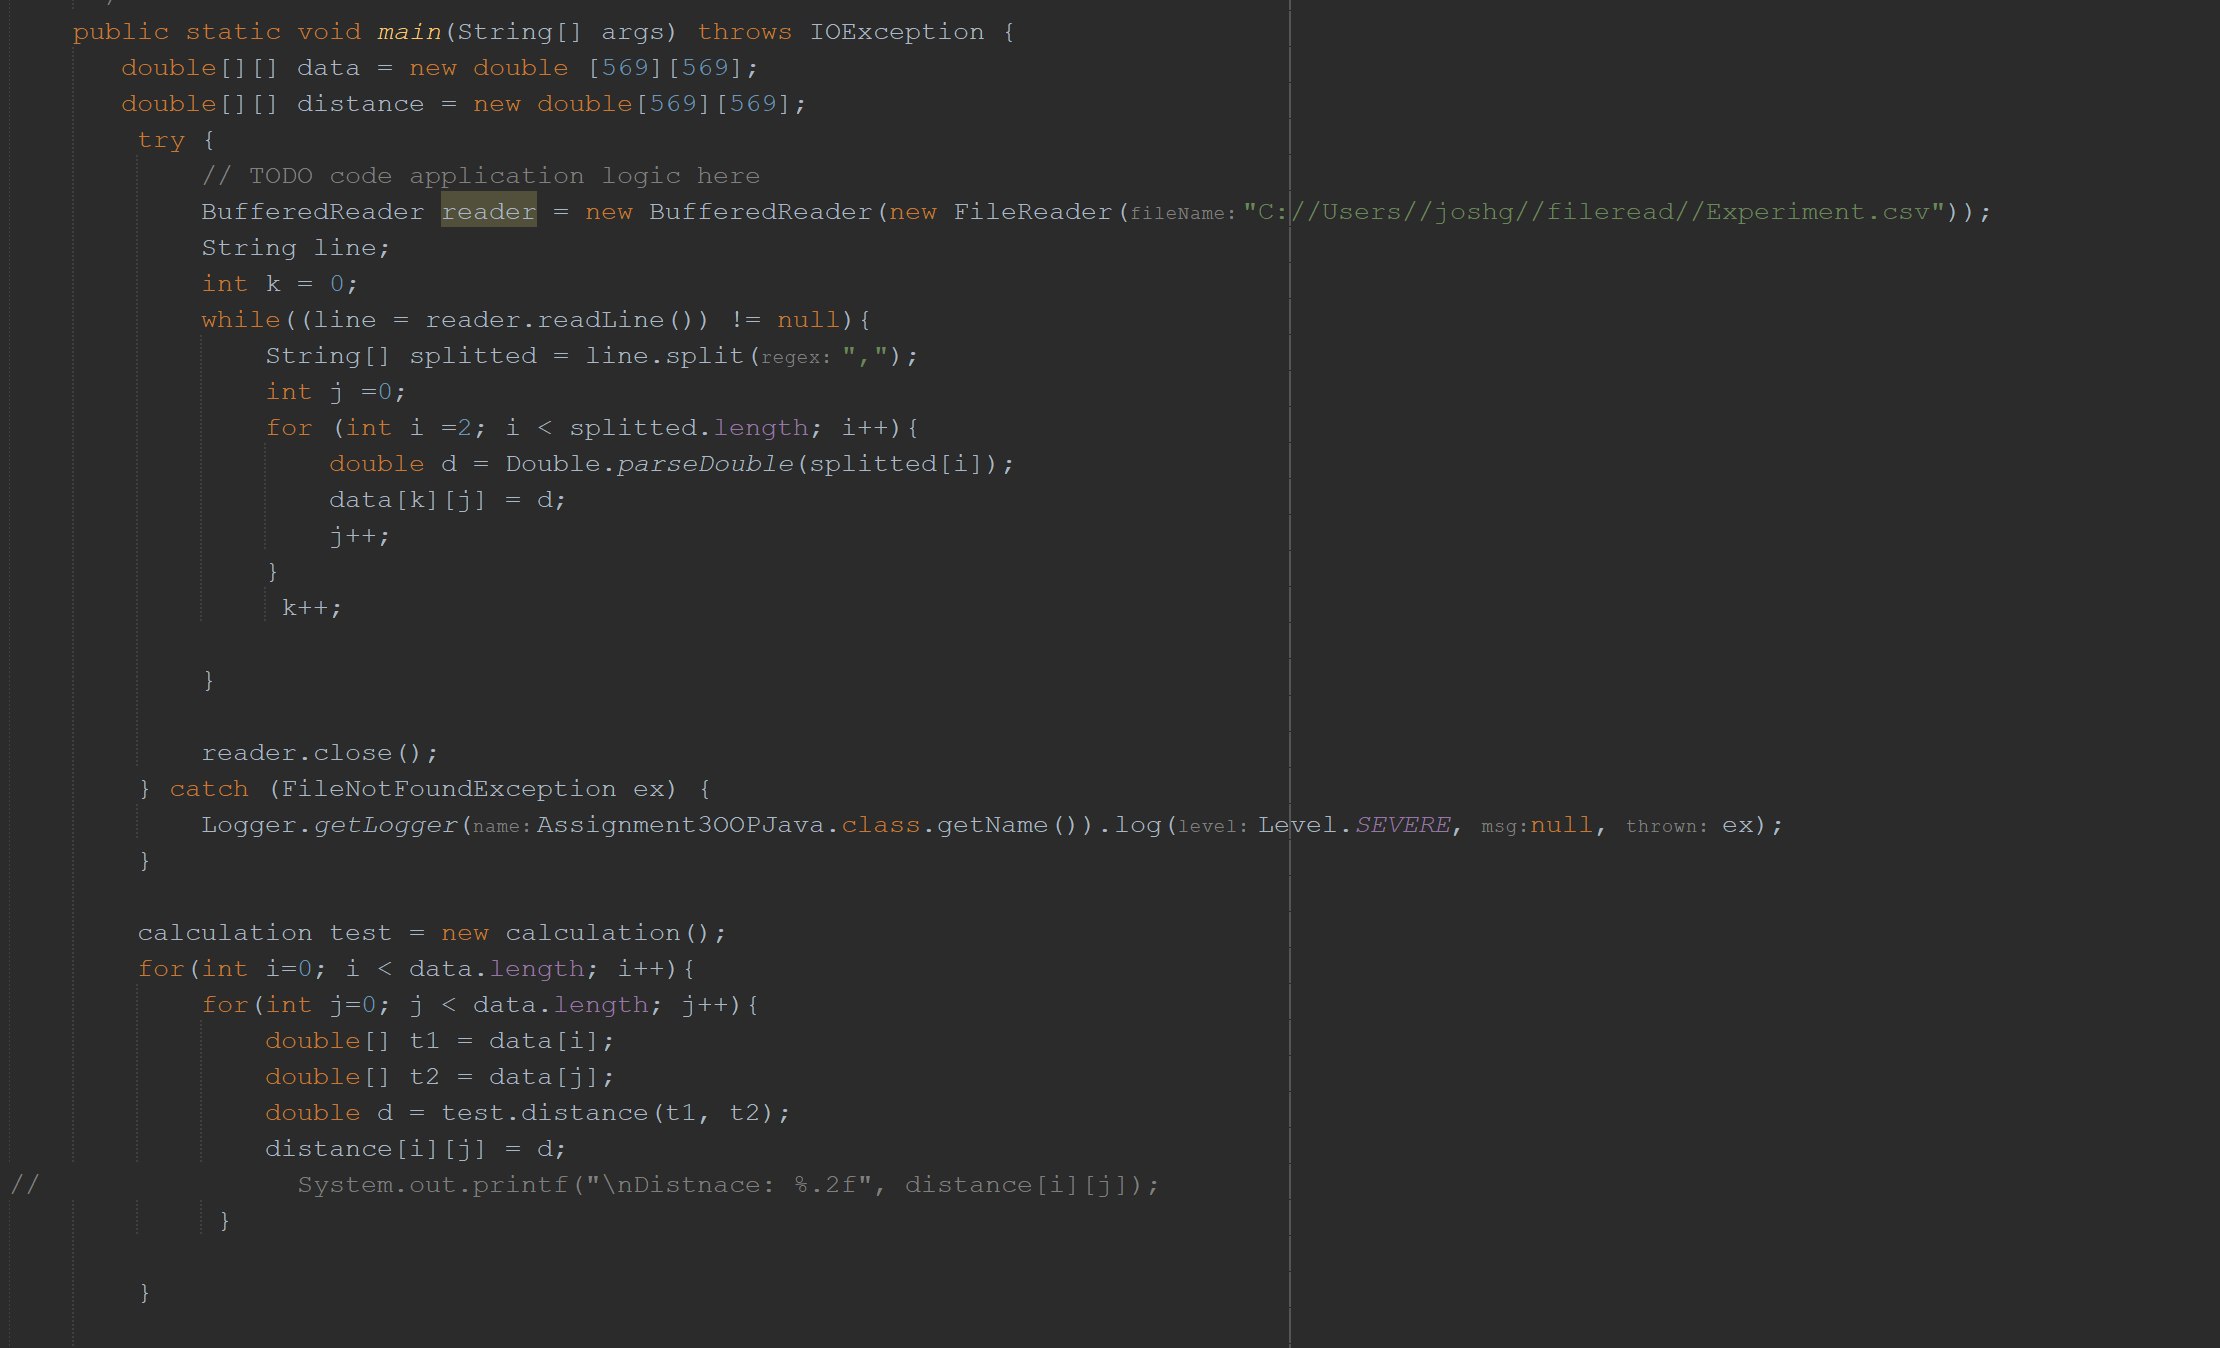 public static void main(String[] args) throws IOException {
double[][] data = new double [569][569];
double[][] distance = new double[569][569];
try {
// TODO code application logic here
BufferedReader reader = new BufferedReader(new FileReader(fileName: "C://Users//joshg//fileread//Experiment.csv"));
String line;
int k = 0;
while((line = reader.readLine()) != null){
String[] splitted = line.split(regex: ",");
int j =0;
for (int i =2; i < splitted.length; i++){
double d = Double.parseDouble(splitted[i]);
data[k][j] = d;
j++;
}
k++;
}
reader.close();
} catch (FileNotFoundException ex) {
Logger.getLogger(name: Assignment3OOPJava.class.getName()).log(level: Level.SEVERE, msg: null, thrown: ex);
}
calculation test = new calculation();
for(int i=0; i < data.length; i++){
for(int j=0; j < data.length; j++){
double[] t1 = data[i];
double[] t2 = data[j];
double d = test.distance(t1, t2);
distance[i][j] = d;
// System.out.printf("\nDistnace: %.2f", distance[i][j]);
}
}